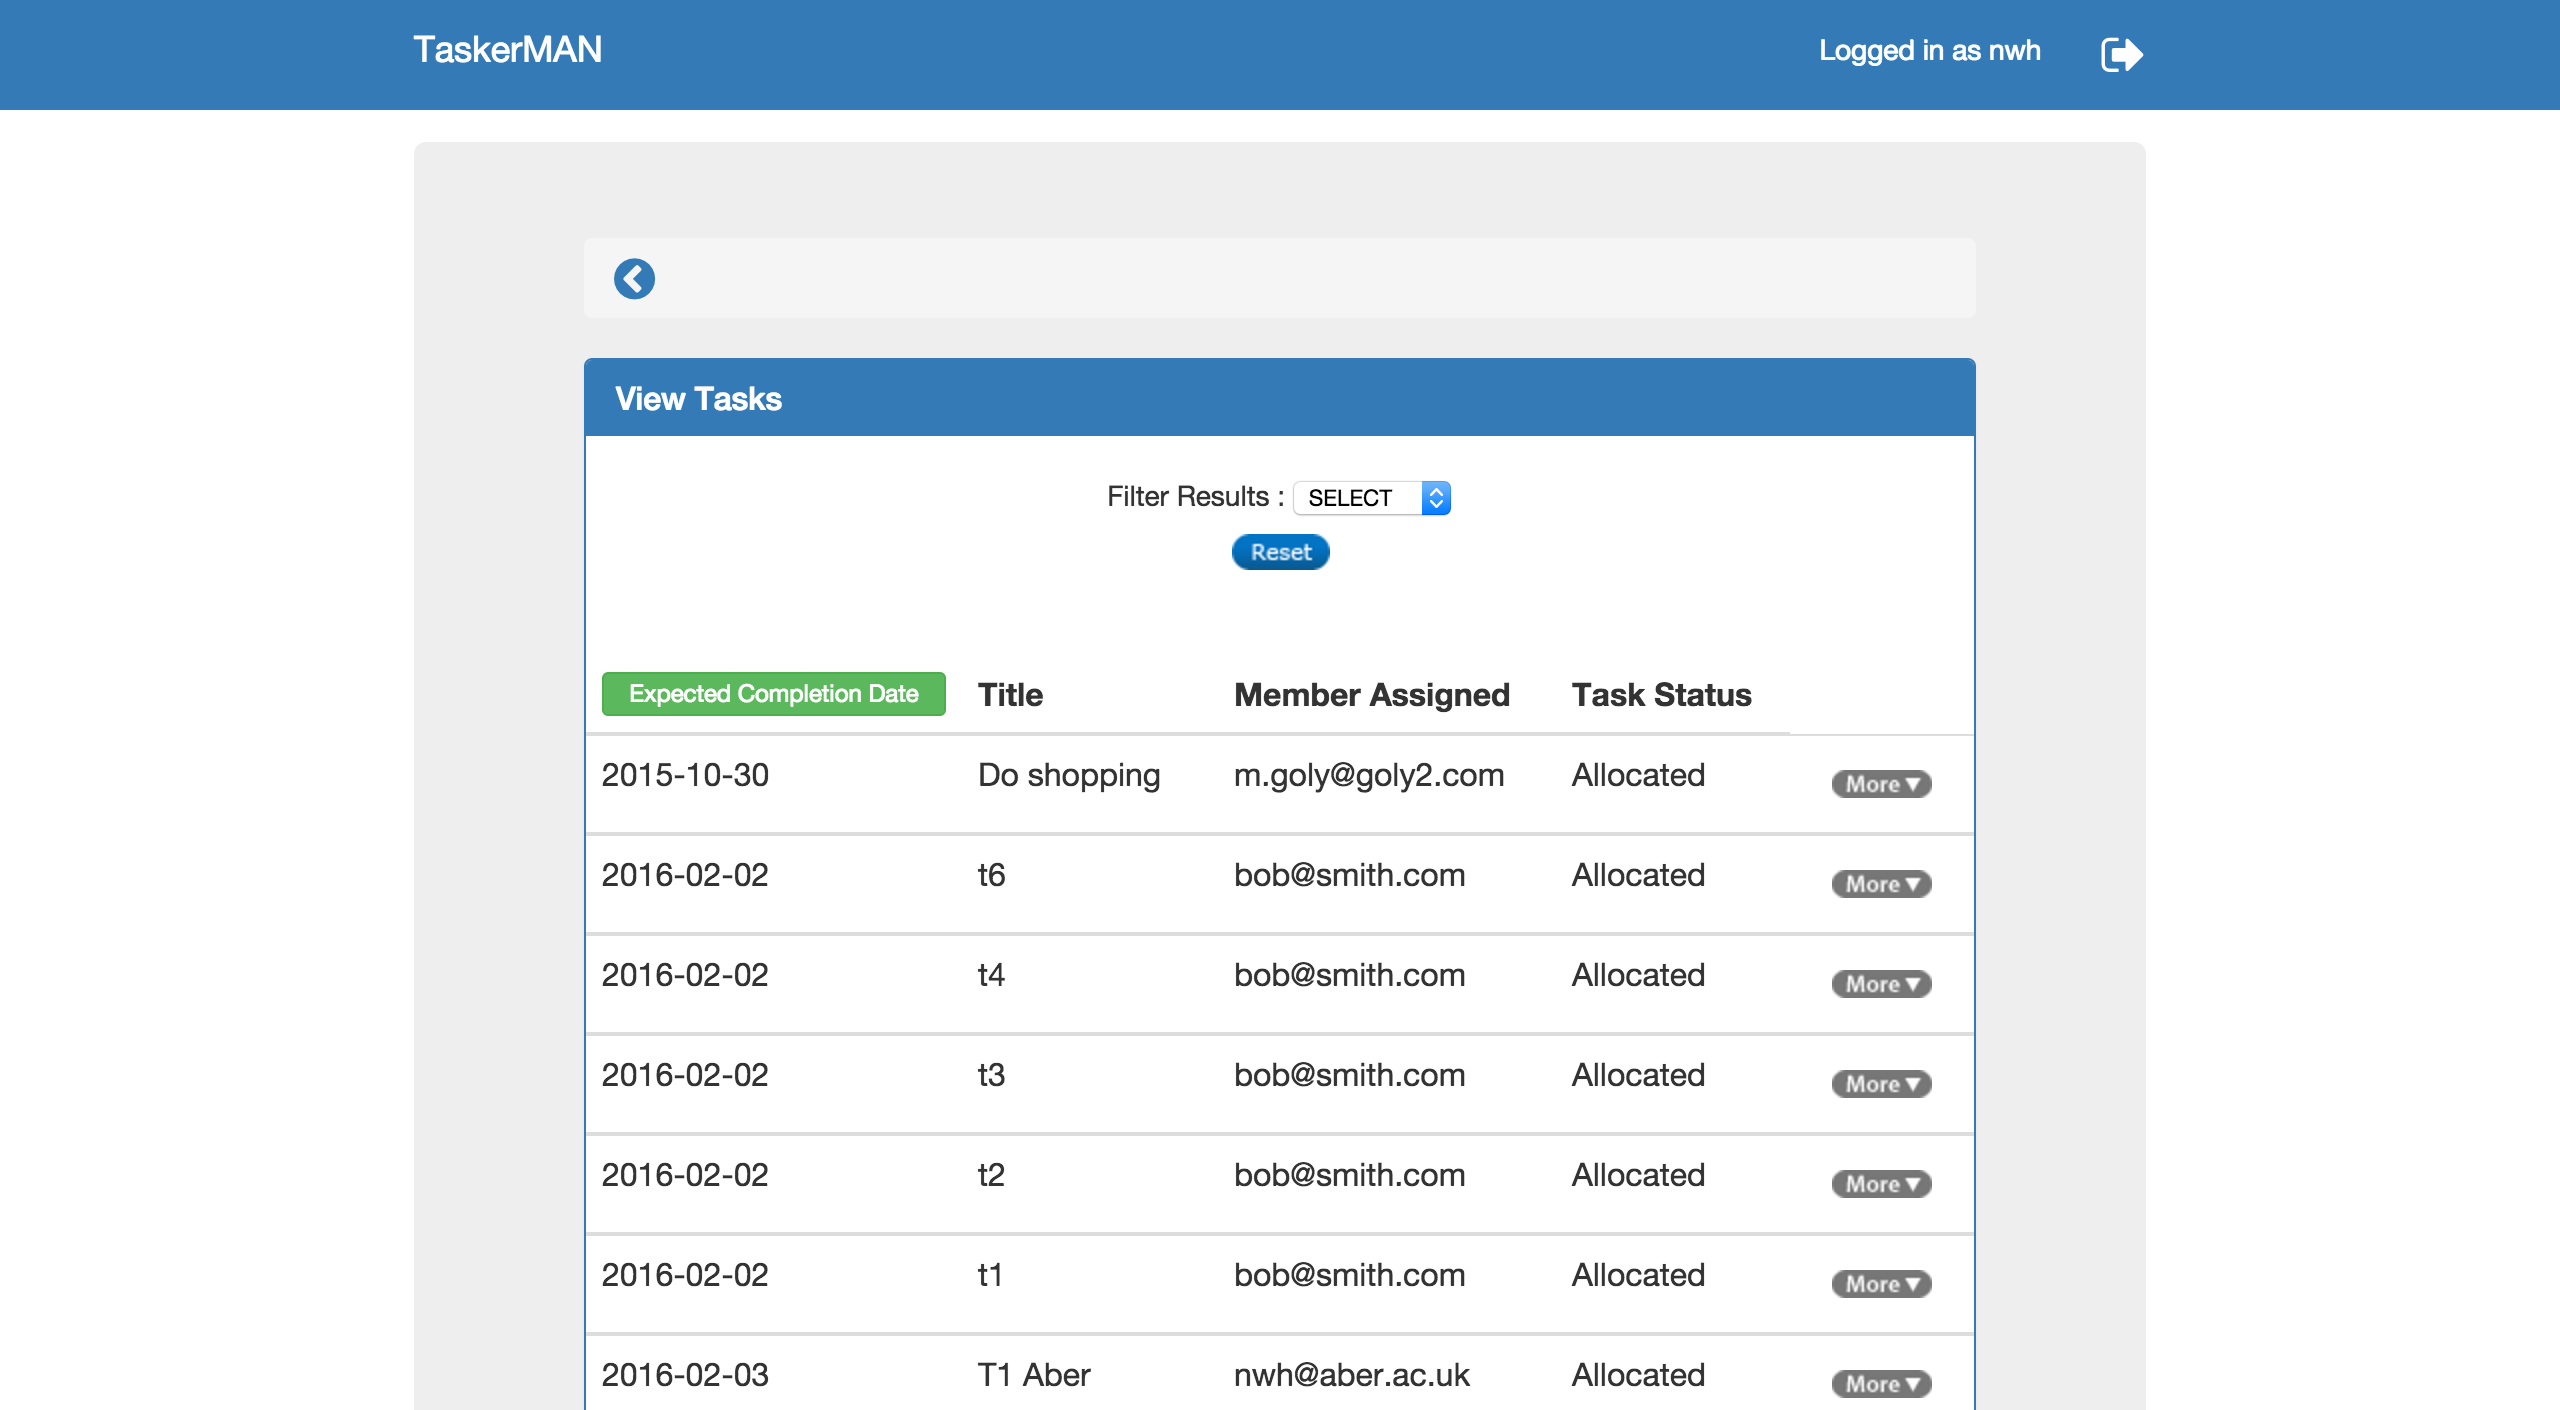 TaskerMAN Logged in as nwh
View Tasks
Filter Results : SELECT
Reset
Expected Completion Date Title Member Assigned Task Status
2015-10-30 Do shopping m.goly@goly2.com Allocated More
2016-02-02 t6 bob@smith.com Allocated More
2016-02-02 t4 bob@smith.com Allocated More
2016-02-02 t3 bob@smith.com Allocated More
2016-02-02 t2 bob@smith.com Allocated More
2016-02-02 t1 bob@smith.com Allocated More
2016-02-03 T1 Aber nwh@aber.ac.uk Allocated More